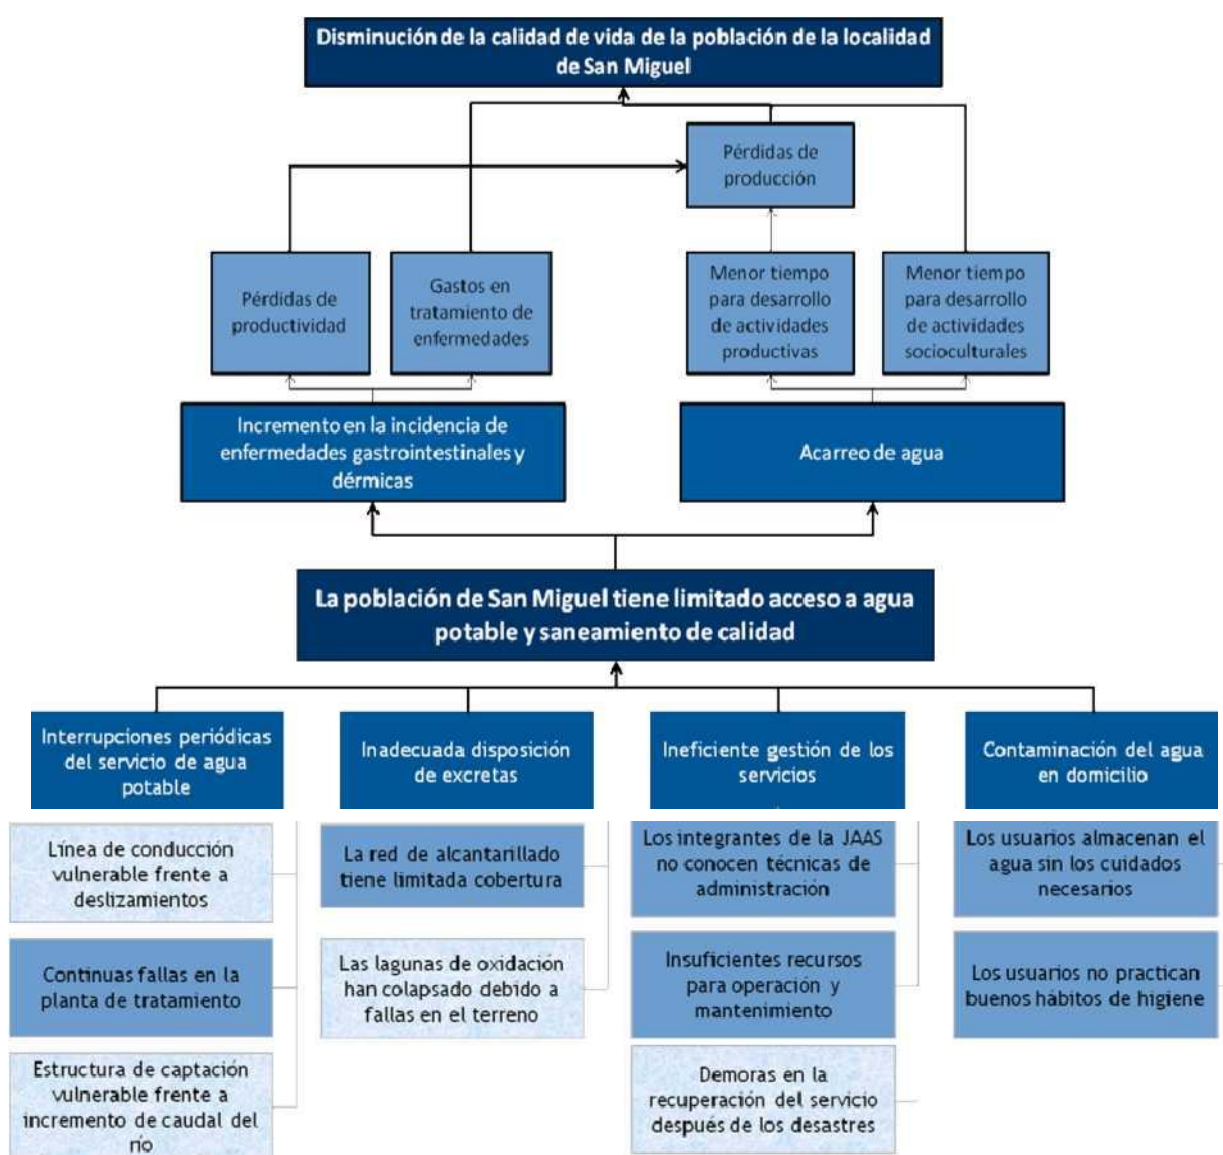 Disminución de la calidad de vida de la población de la localidad
de San Miguel
Pérdidas de
producción
Pérdidas de
productividad
Gastos en
tratamiento de
enfermedades
Menor tiempo
para desarrollo
de actividades
productivas
Menor tiempo
para desarrollo
de actividades
socioculturales
Incremento en la incidencia de
enfermedades gastrointestinales y
dérmicas
Acarreo de agua
La población de San Miguel tiene limitado acceso a agua
potable y saneamiento de calidad
Interrupciones periódicas
del servicio de agua
potable
Inadecuada disposición
de excretas
Ineficiente gestión de los
servicios
Contaminación del agua
en domicilio
Línea de conducción
vulnerable frente a
deslizamientos
La red de alcantarillado
tiene limitada cobertura
Los integrantes de la JAAS
no conocen técnicas de
administración
Los usuarios almacenan el
agua sin los cuidados
necesarios
Continuas fallas en la
planta de tratamiento
Las lagunas de oxidación
han colapsado debido a
fallas en el terreno
Insuficientes recursos
para operación y
mantenimiento
Los usuarios no practican
buenos hábitos de higiene
Estructura de captación
vulnerable frente a
incremento de caudal del
río
Demoras en la
recuperación del servicio
después de los desastres